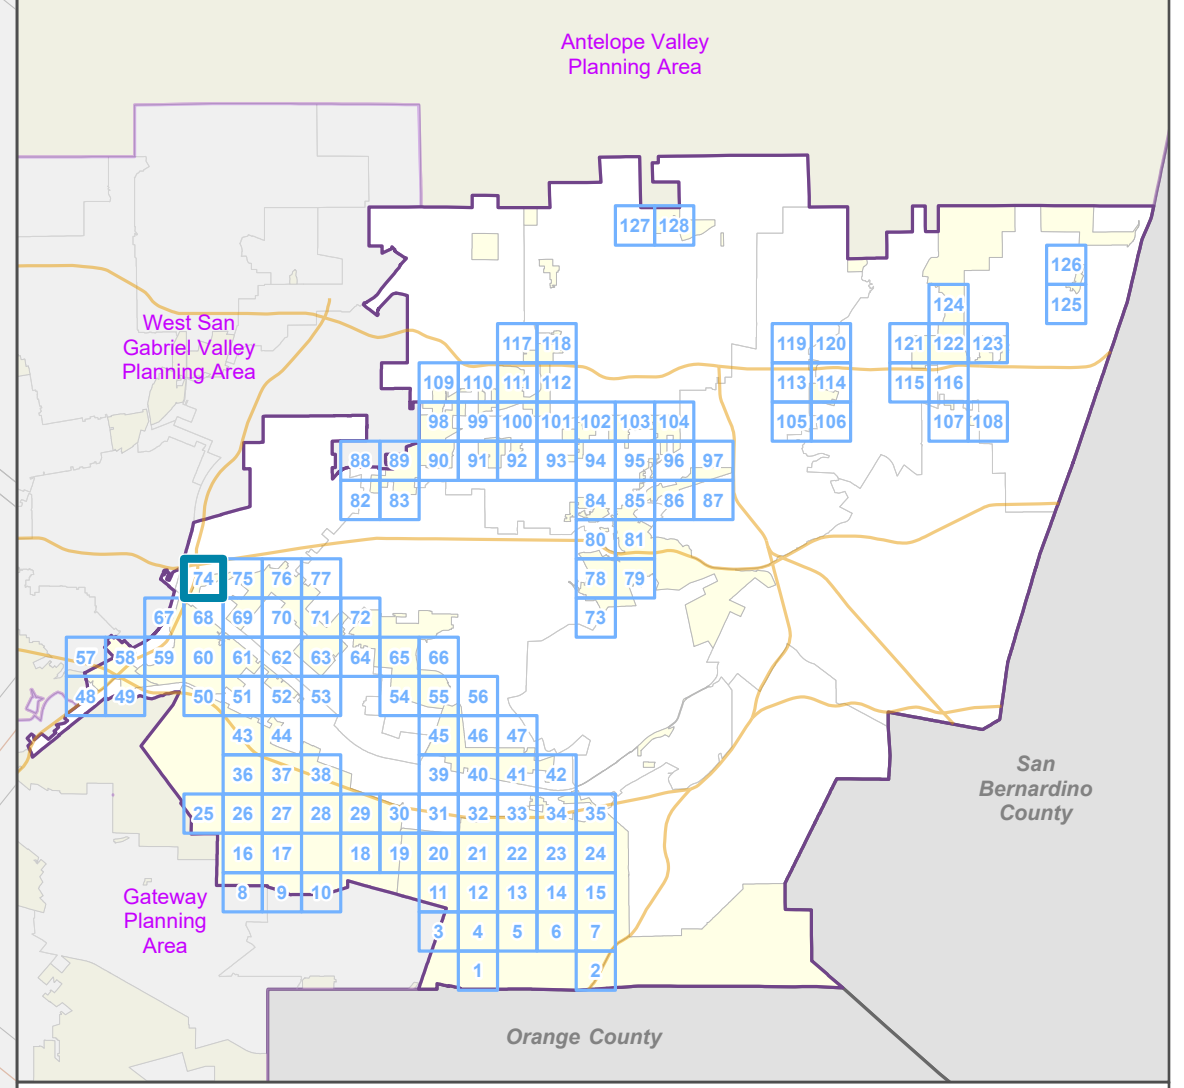 Antelope Valley
Planning Area
127 128
126
124 125
West San
Gabriel Valley
Planning Area
117 118 119 120 121 122 123
109 110 111 112 113 114 115 116
98 99 100 101 102 103 104 105 106 107 108
88 89 90 91 92 93 94 95 96 97
82 83 84 85 86 87
80 81
74 75 76 77 78 79
67 68 69 70 71 72 73
57 58 59 60 61 62 63 64 65 66
48 49 50 51 52 53 54 55 56
43 44 45 46 47
36 37 38 39 40 41 42
San
Bernardino
County
25 26 27 28 29 30 31 32 33 34 35
16 17 18 19 20 21 22 23 24
8 9 10 11 12 13 14 15
Gateway
Planning
Area
3 4 5 6 7
1 2
Orange County